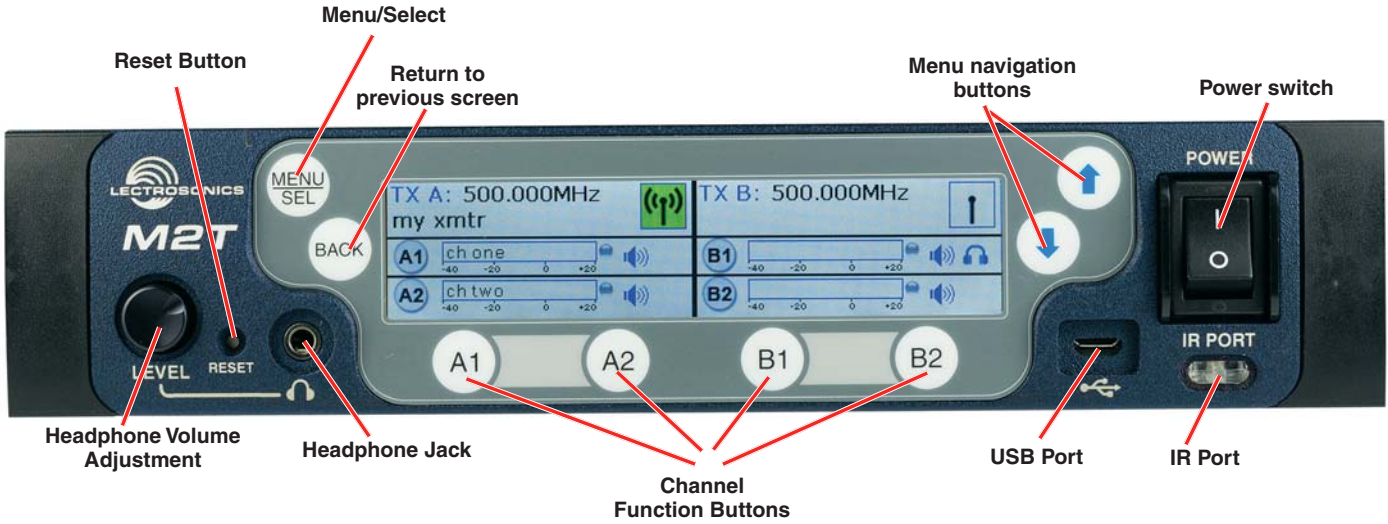 Menu/Select
Reset Button
Return to
previous screen
Menu navigation
buttons
Power switch
LECTROSONICS
M2T
MENU
SEL
BACK
TX A: 500.000MHz
my xmtr
TX B: 500.000MHz
A1 ch one
-40 -20 0 +20
B1
-40 -20 0 +20
A2 ch two
-40 -20 0 +20
B2
-40 -20 0 +20
POWER
I
O
IR PORT
LEVEL
RESET
A1
A2
B1
B2
Headphone Volume
Adjustment
Headphone Jack
Channel
Function Buttons
USB Port
IR Port